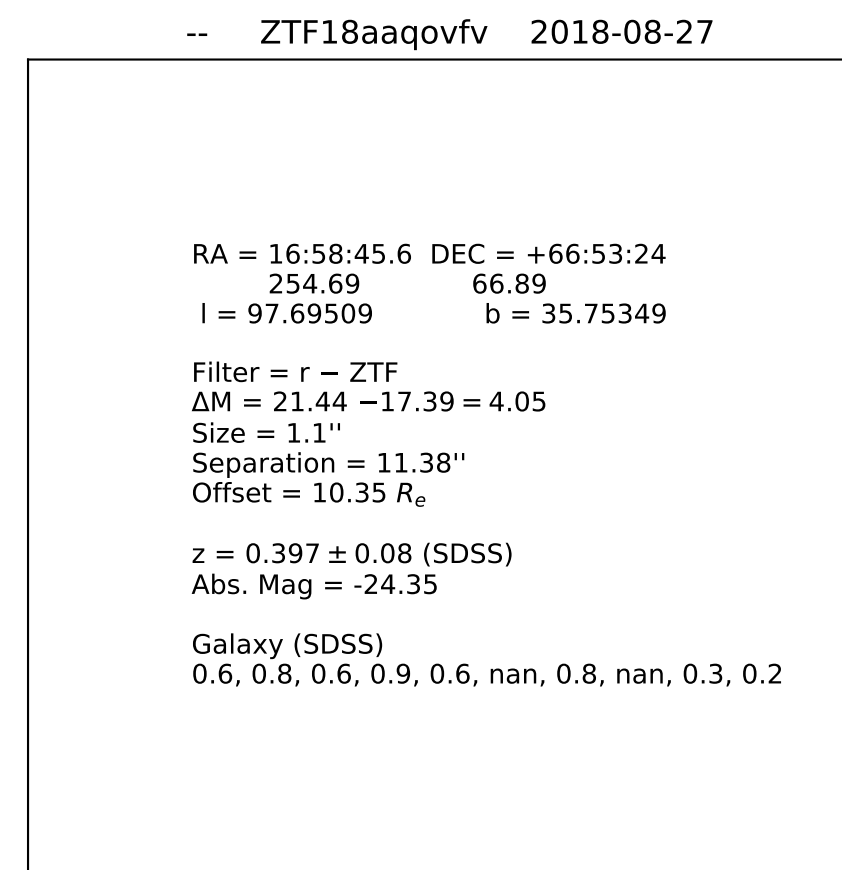 -- ZTF18aaqovfv 2018-08-27
RA = 16:58:45.6 DEC = +66:53:24
254.69 66.89
l = 97.69509 b = 35.75349
Filter = r − ZTF
ΔM = 21.44 −17.39 = 4.05
Size = 1.1''
Separation = 11.38''
Offset = 10.35 Re
z = 0.397 ± 0.08 (SDSS)
Abs. Mag = -24.35
Galaxy (SDSS)
0.6, 0.8, 0.6, 0.9, 0.6, nan, 0.8, nan, 0.3, 0.2